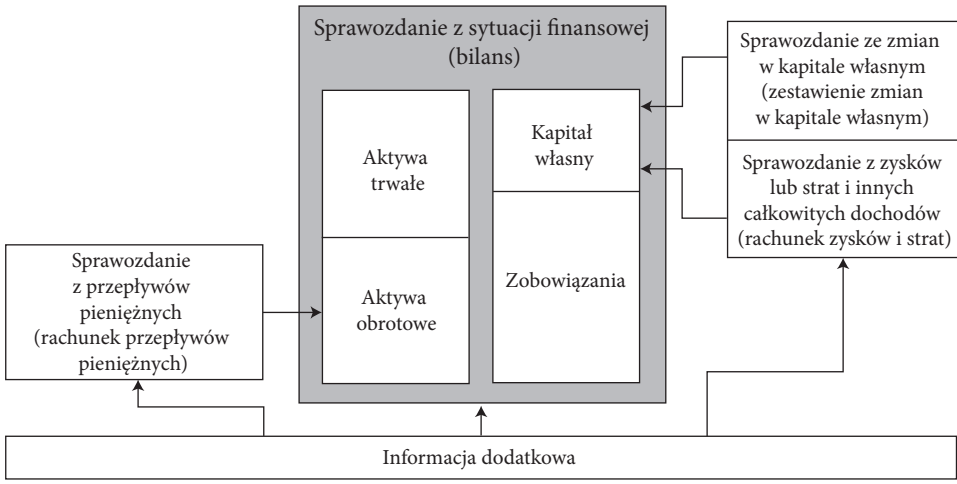 Sprawozdanie z sytuacji finansowej
(bilans)
Aktywa
trwałe
Aktywa
obrotowe
Kapitał
własny
Zobowiązania
Sprawozdanie ze zmian
w kapitale własnym
(zestawienie zmian
w kapitale własnym)
Sprawozdanie z zysków
lub strat i innych
całkowitych dochodów
(rachunek zysków i strat)
Sprawozdanie
z przepływów
pieniężnych
(rachunek przepływów
pieniężnych)
Informacja dodatkowa